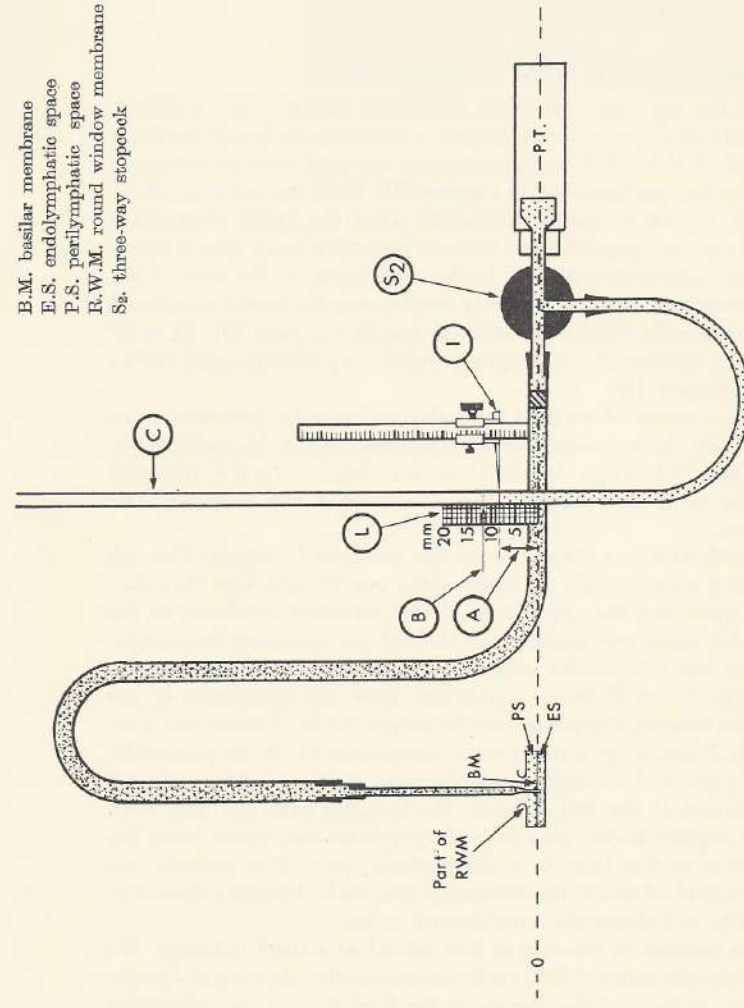 B.M. basilar membrane
E.S. endolymphatic space
P.S. perilymphatic space
R.W.M. round window membrane
S₂. three-way stopcock
C
S2
I
L
B
A
mm
20
15
10
5
P.T.
PS
BM
ES
Part of
RWM
O